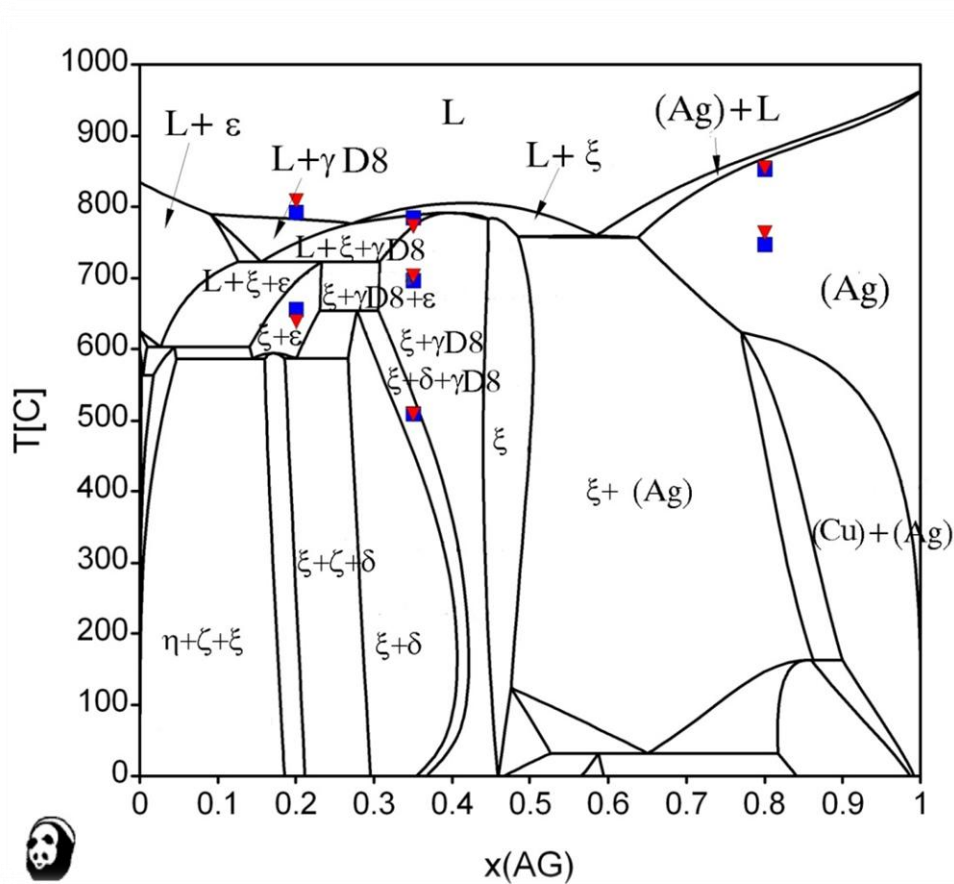 1000
900
800
700
600
500
400
300
200
100
0
T[C]
L
L+ ε
L+γ D8
L+ ξ
(Ag)+L
L+ξ+γD8
L+ξ+ε
ξ+γD8+ε
(Ag)
ξ+ε
ξ+γD8
ξ+δ+γD8
ξ
ξ+ (Ag)
(Cu)+(Ag)
ξ+ζ+δ
η+ζ+ξ
ξ+δ
0 0.1 0.2 0.3 0.4 0.5 0.6 0.7 0.8 0.9 1
x(AG)